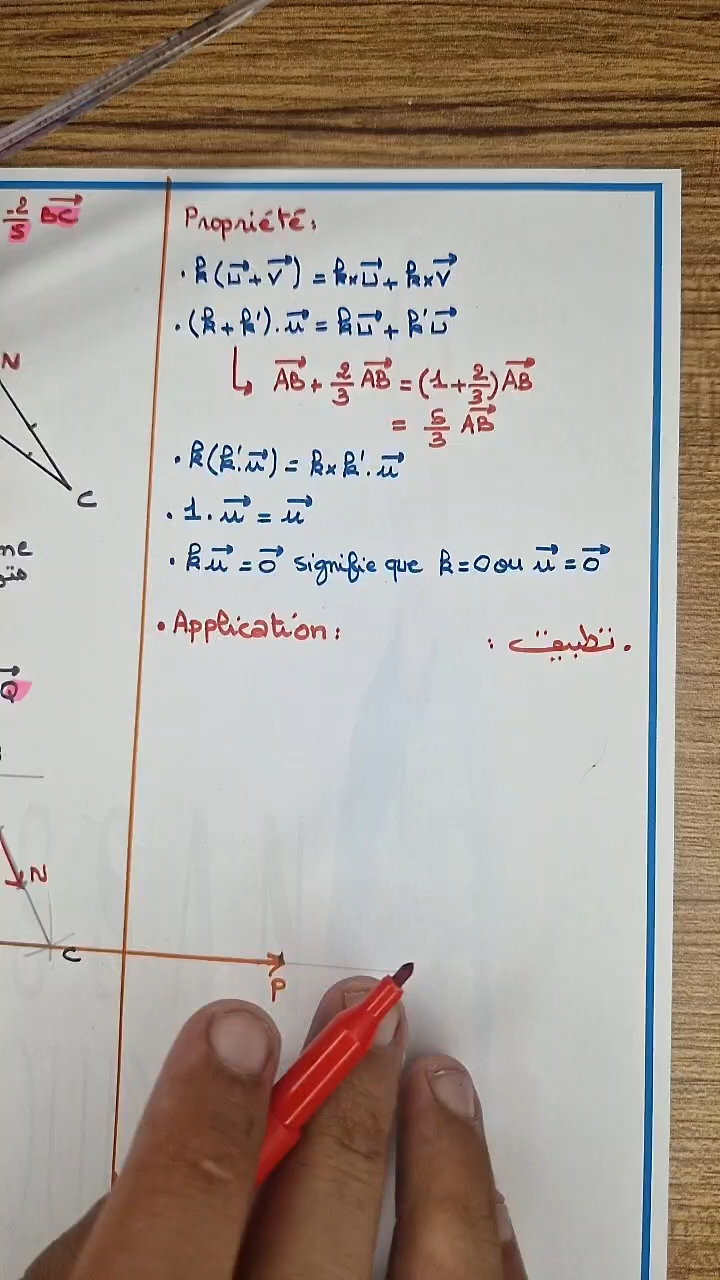 -2/5 BC→
Propriété:
• k(u→ + v→) = k×u→ + k×v→
• (k + k').u→ = ku→ + k'u→
↳ AB→ + 2/3 AB→ = (1 + 2/3)AB→
= 5/3 AB→
N
• k(k'.u→) = k×k'.u→
C
• 1.u→ = u→
• ku→ = 0→ signifie que k=0 ou u→ = 0→
• Application:
• تطبيق :
Q→
N
C
P